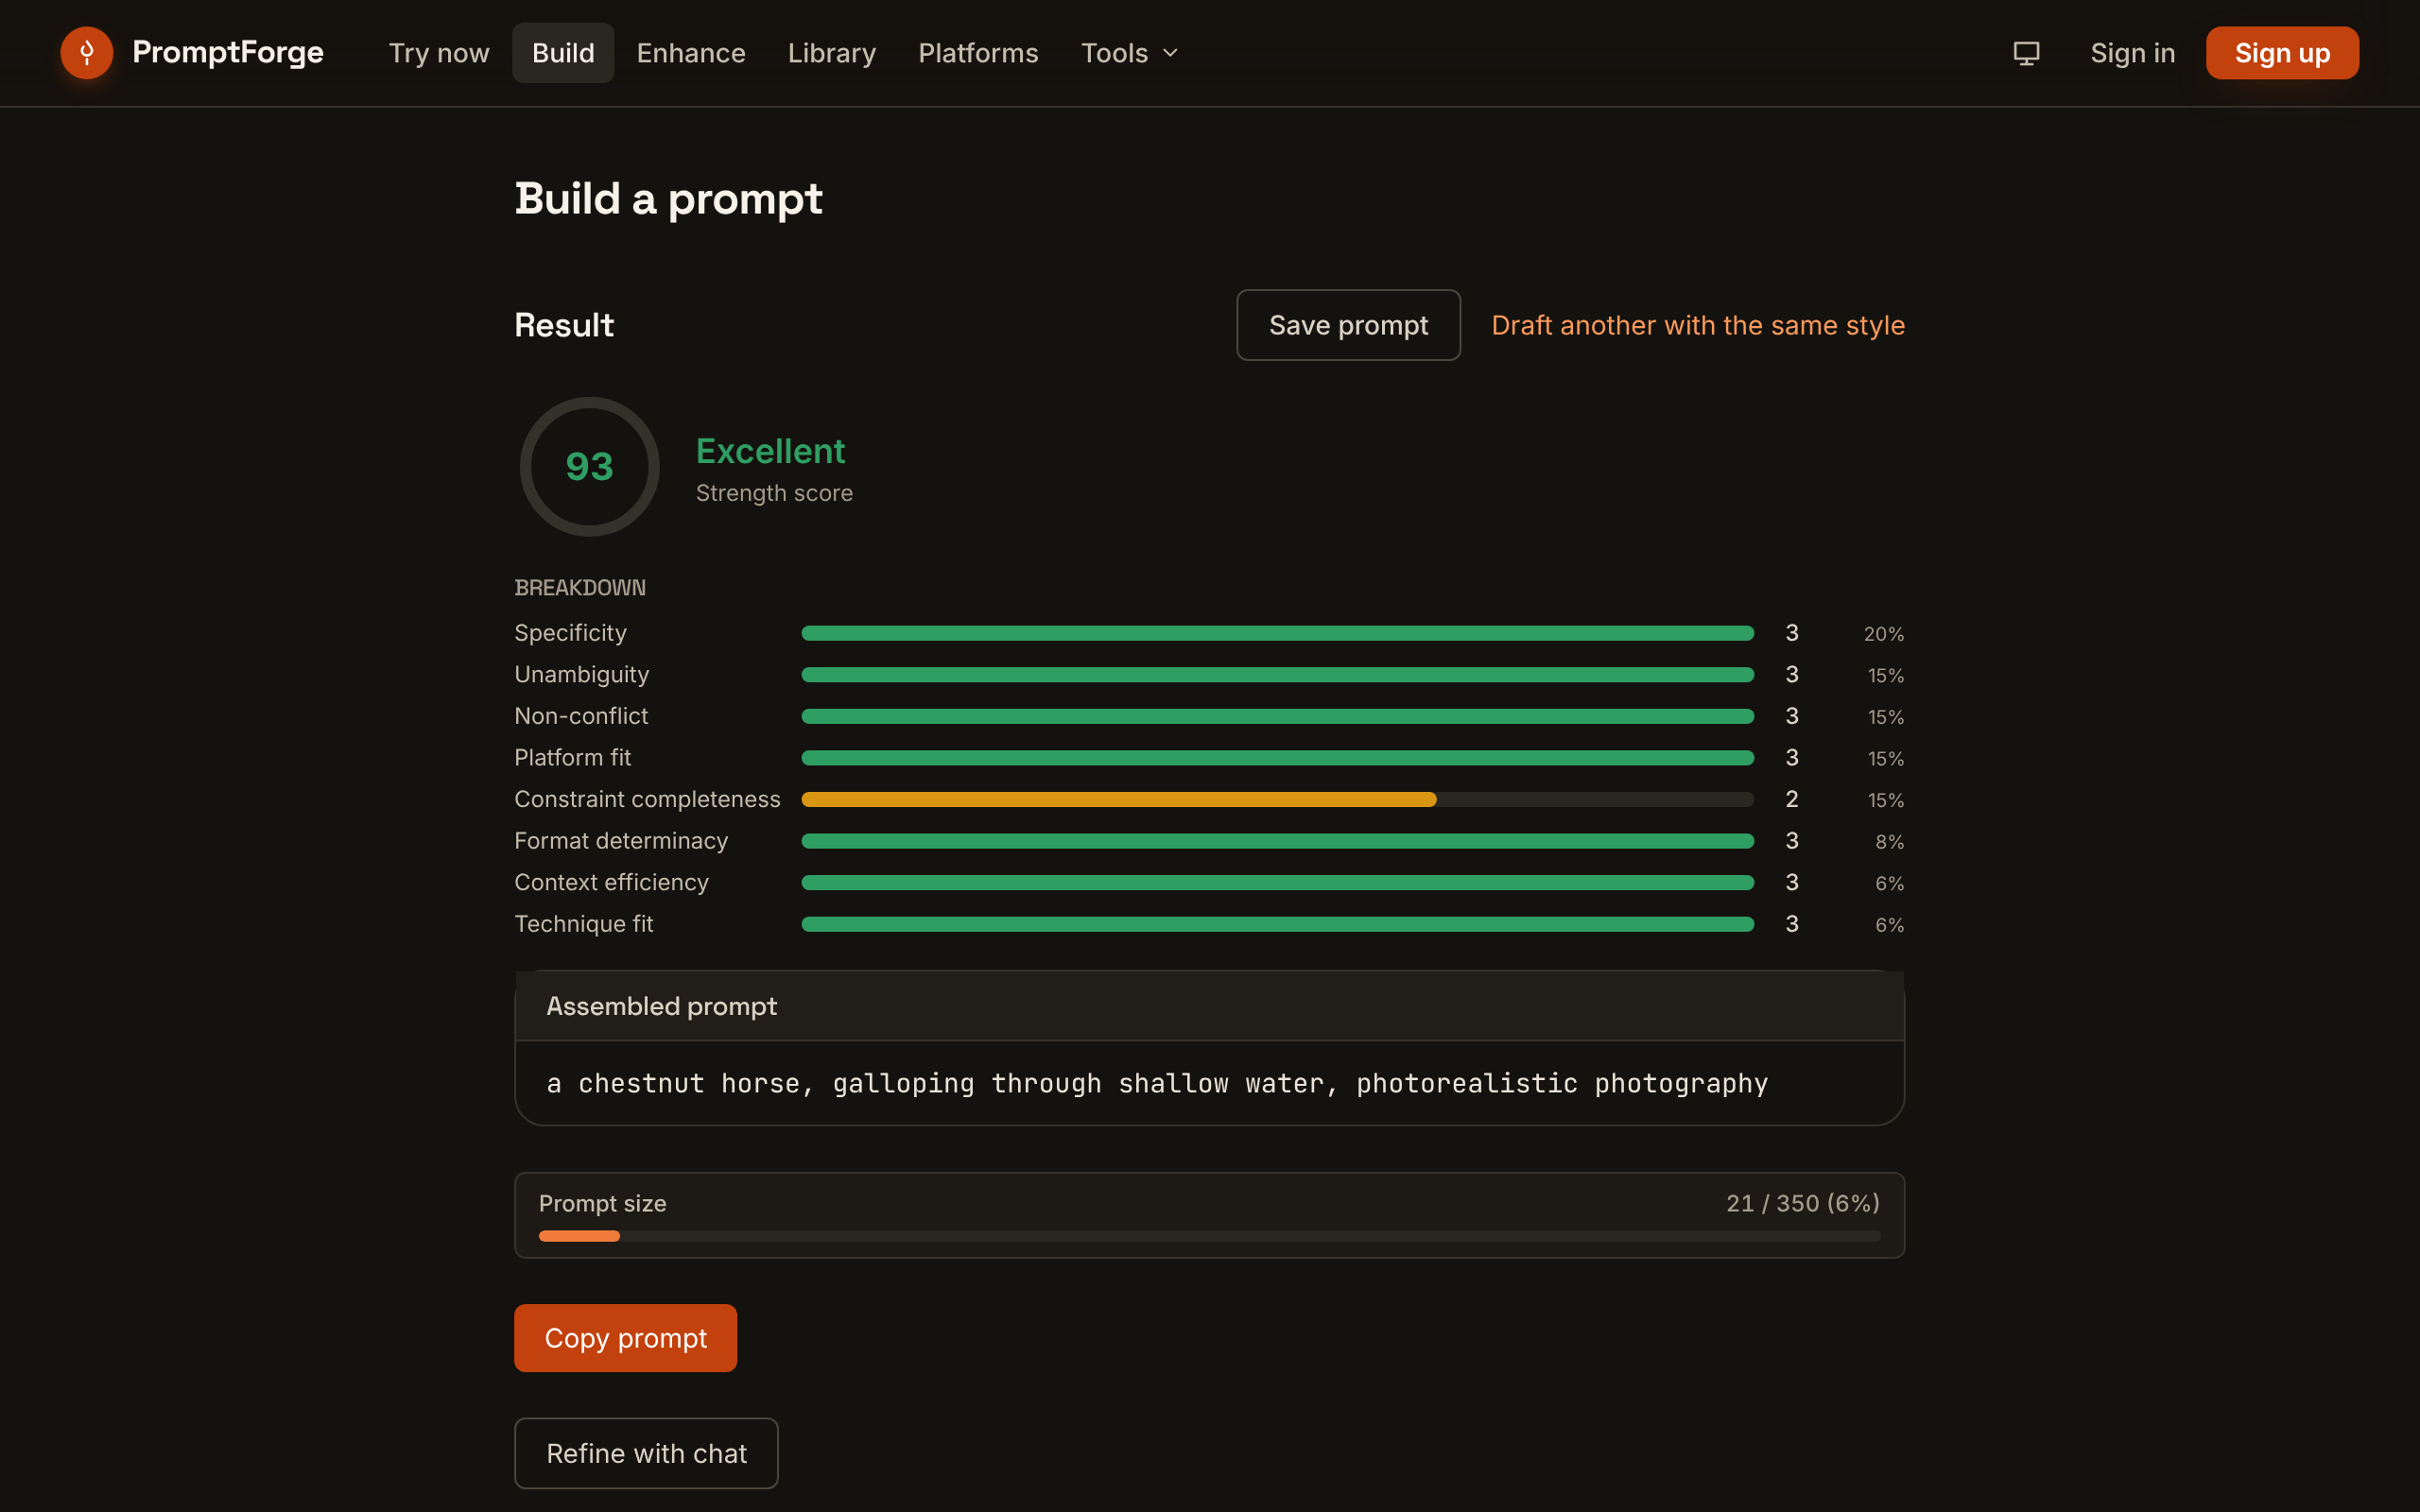 PromptForge Try now Build Enhance Library Platforms Tools Sign in Sign up
Build a prompt
Result Save prompt Draft another with the same style
93
Excellent
Strength score
BREAKDOWN
Specificity 3 20%
Unambiguity 3 15%
Non-conflict 3 15%
Platform fit 3 15%
Constraint completeness 2 15%
Format determinacy 3 8%
Context efficiency 3 6%
Technique fit 3 6%
Assembled prompt
a chestnut horse, galloping through shallow water, photorealistic photography
Prompt size 21 / 350 (6%)
Copy prompt
Refine with chat